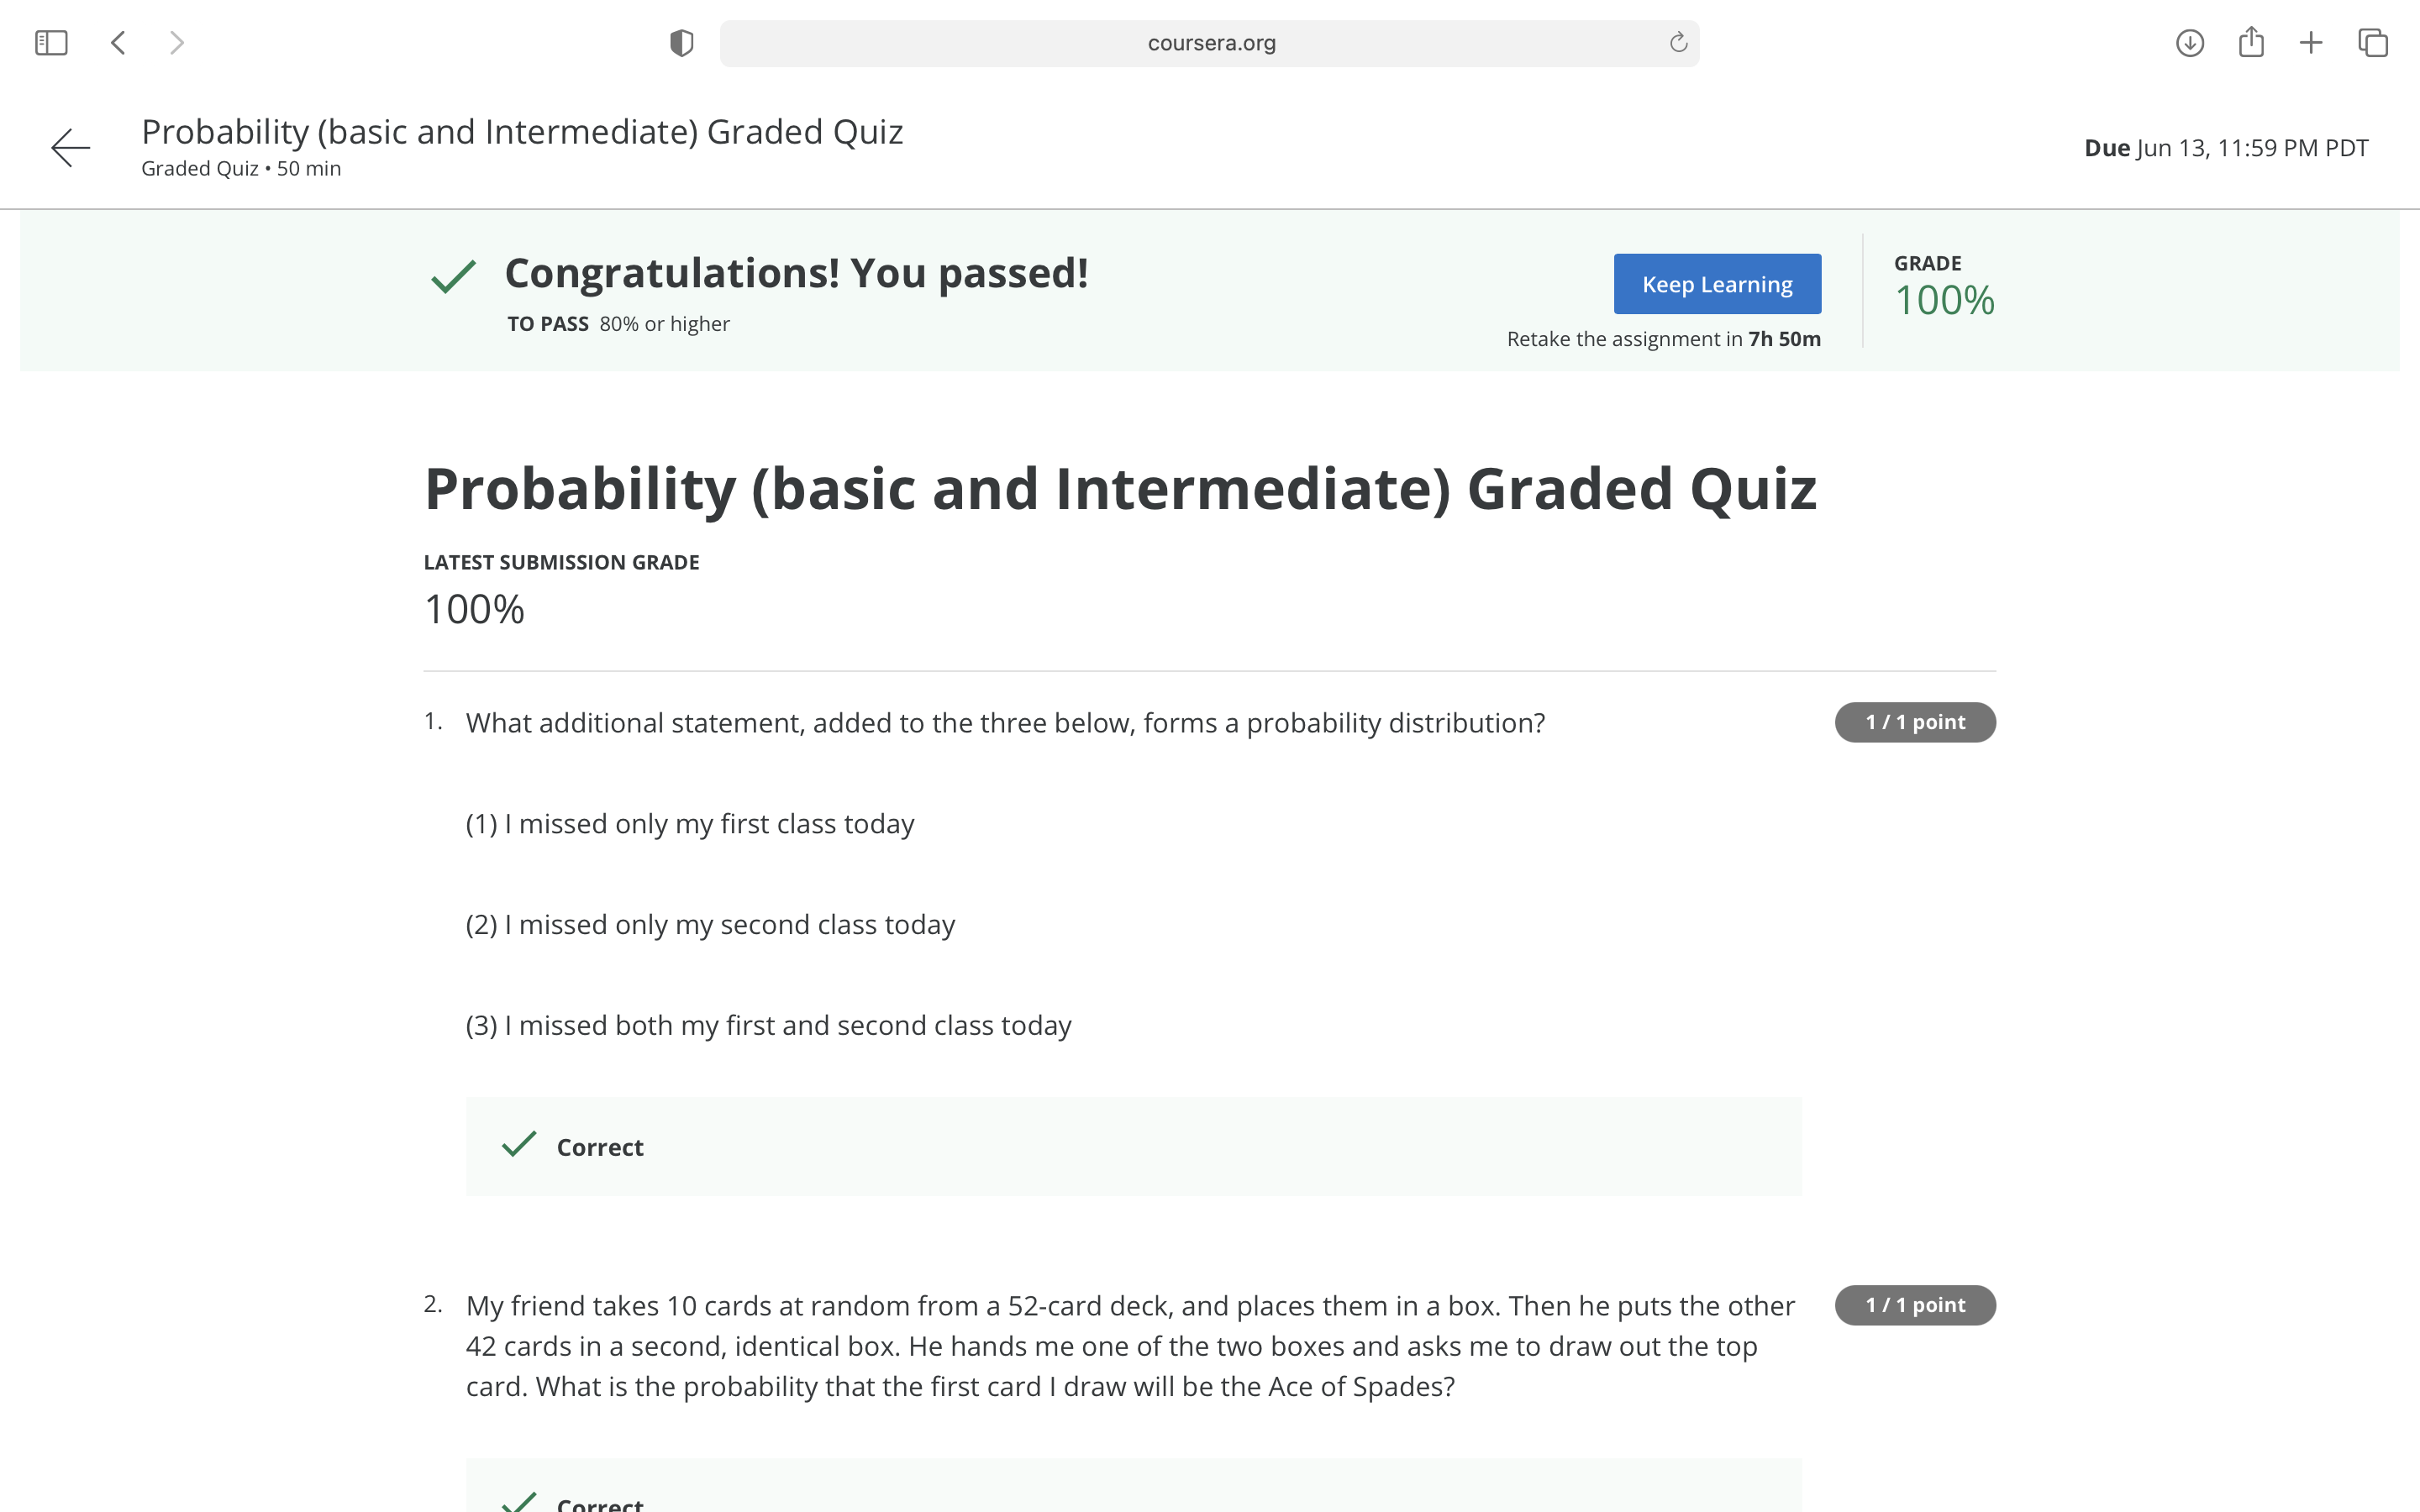 coursera.org
Probability (basic and Intermediate) Graded Quiz
Graded Quiz • 50 min
Due Jun 13, 11:59 PM PDT
Congratulations! You passed!
TO PASS 80% or higher
Keep Learning
Retake the assignment in 7h 50m
GRADE
100%
Probability (basic and Intermediate) Graded Quiz
LATEST SUBMISSION GRADE
100%
1. What additional statement, added to the three below, forms a probability distribution?
1 / 1 point
(1) I missed only my first class today
(2) I missed only my second class today
(3) I missed both my first and second class today
Correct
2. My friend takes 10 cards at random from a 52-card deck, and places them in a box. Then he puts the other
1 / 1 point
42 cards in a second, identical box. He hands me one of the two boxes and asks me to draw out the top
card. What is the probability that the first card I draw will be the Ace of Spades?
Correct